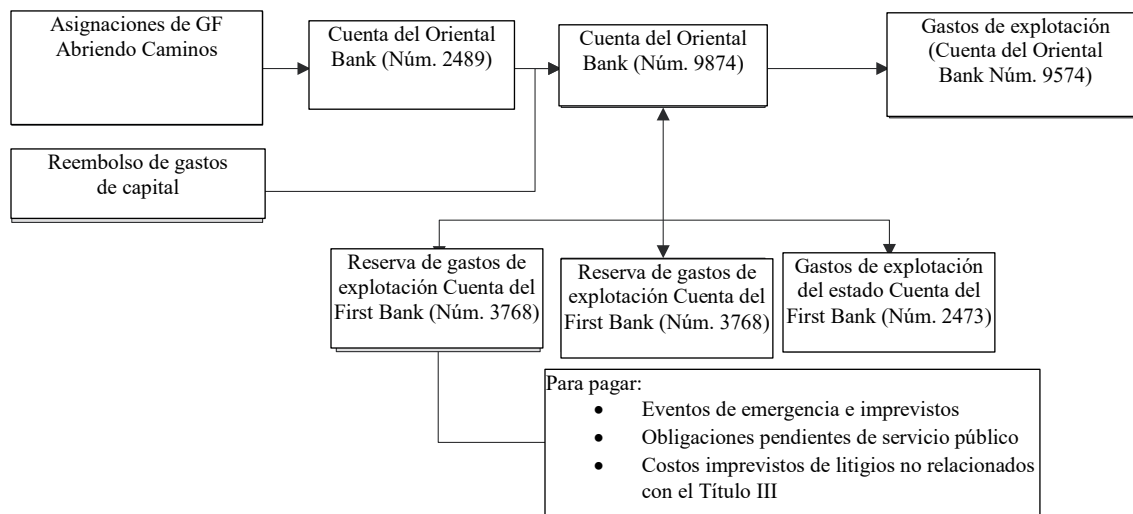 Asignaciones de GF
Abriendo Caminos
Cuenta del Oriental
Bank (Núm. 2489)
Cuenta del Oriental
Bank (Núm. 9874)
Gastos de explotación
(Cuenta del Oriental
Bank Núm. 9574)
Reembolso de gastos
de capital
Reserva de gastos de
explotación Cuenta del
First Bank (Núm. 3768)
Reserva de gastos de
explotación Cuenta del
First Bank (Núm. 3768)
Gastos de explotación
del estado Cuenta del
First Bank (Núm. 2473)
Para pagar:
• Eventos de emergencia e imprevistos
• Obligaciones pendientes de servicio público
• Costos imprevistos de litigios no relacionados
con el Título III